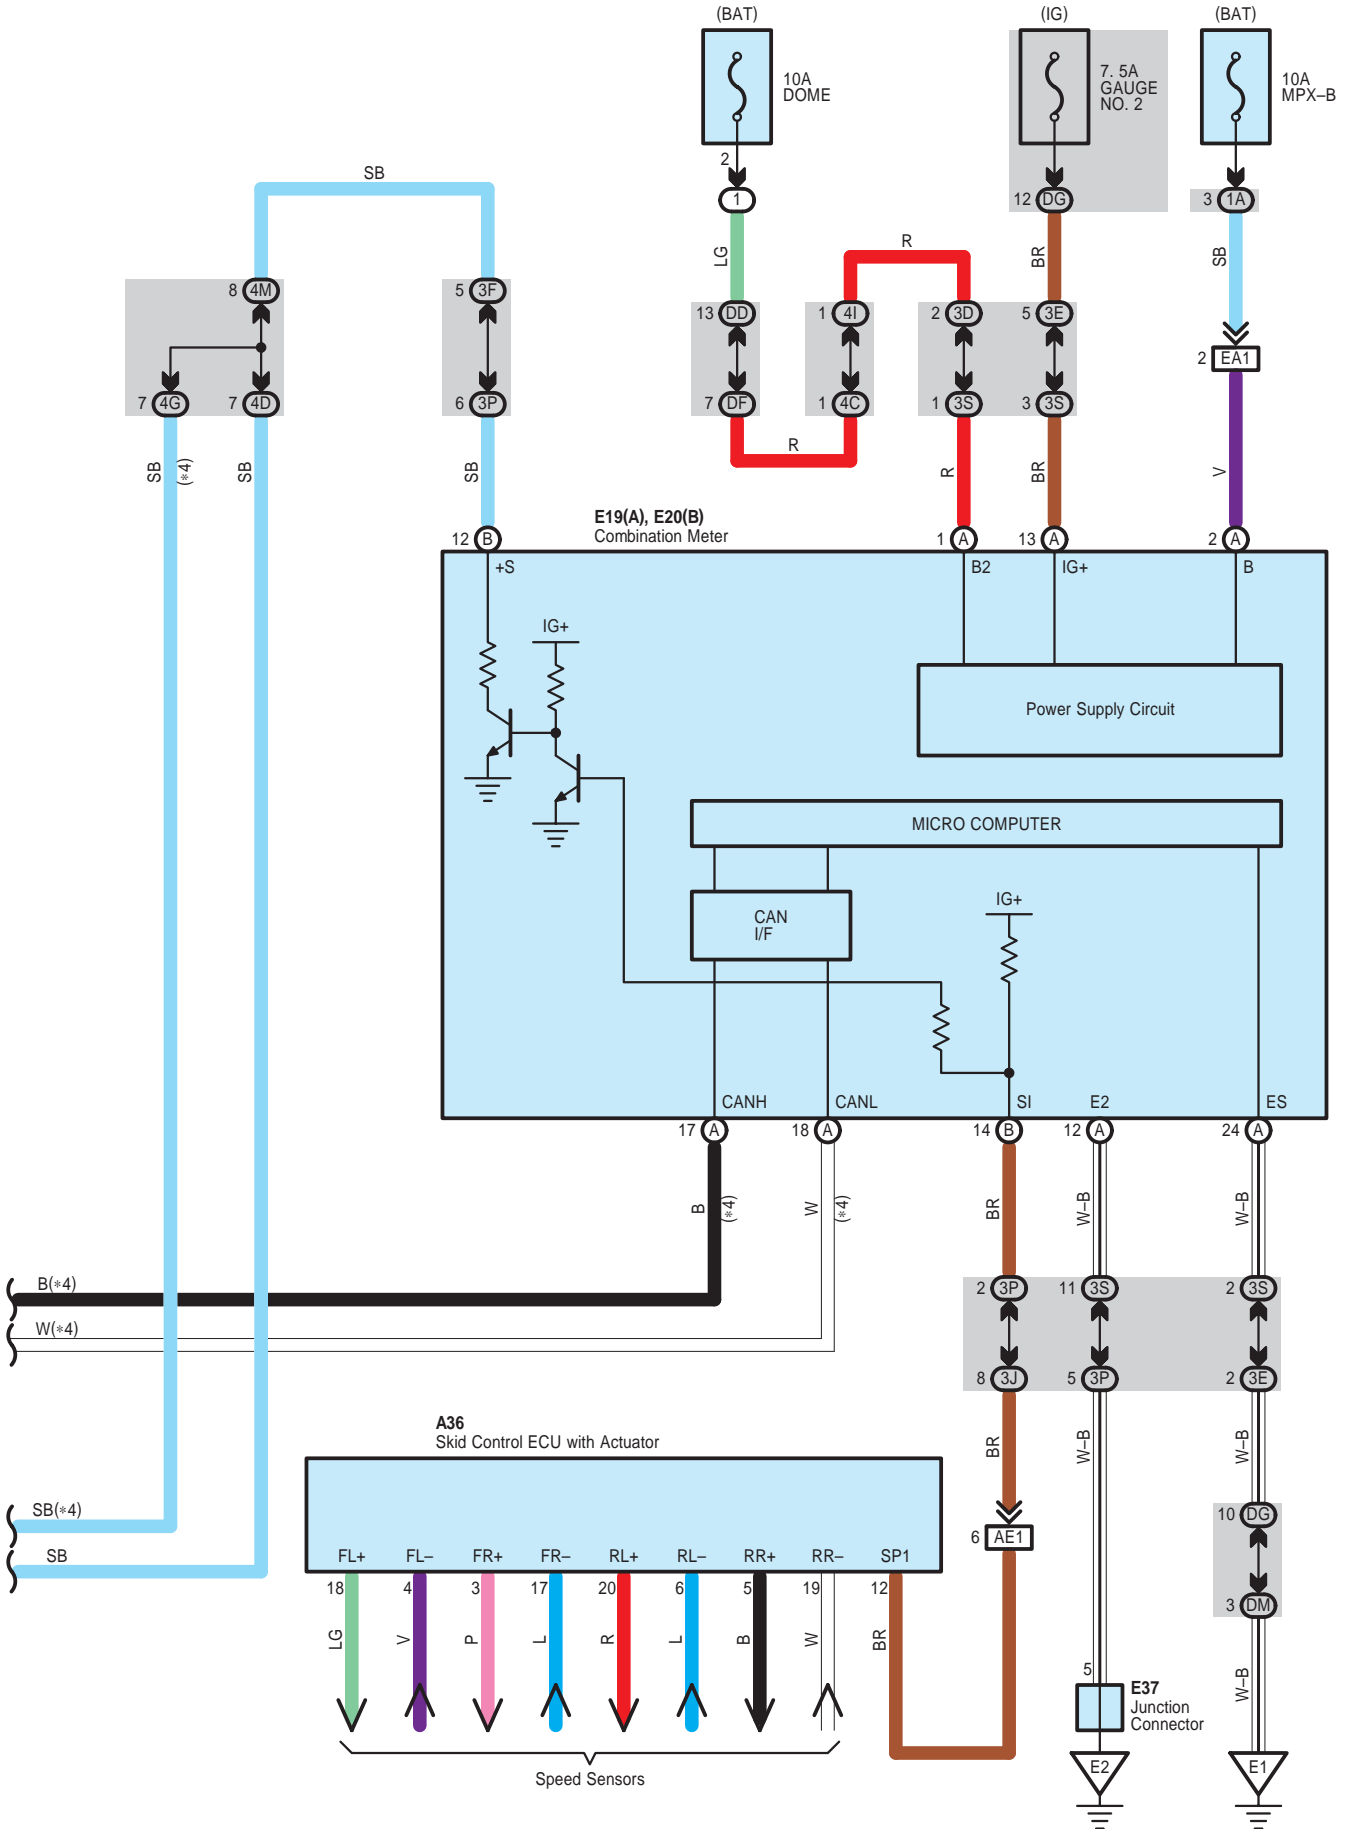 (BAT)
(IG)
(BAT)
10A
DOME
7. 5A
GAUGE
NO. 2
10A
MPX–B
2
1
12 DG
3 1A
SB
LG
R
BR
SB
8 4M
5 3F
13 DD
1 4I
2 3D
5 3E
2 EA1
7 4G
7 4D
6 3P
7 DF
1 4C
1 3S
3 3S
R
SB
(*4)
SB
SB
R
BR
V
E19(A), E20(B)
Combination Meter
12 B
1 A
13 A
2 A
+S
B2
IG+
B
IG+
Power Supply Circuit
MICRO COMPUTER
CAN
I/F
IG+
CANH
CANL
SI
E2
ES
17 A
18 A
14 B
12 A
24 A
B
(*4)
W
(*4)
BR
W–B
W–B
B(*4)
W(*4)
2 3P
11 3S
2 3S
8 3J
5 3P
2 3E
A36
Skid Control ECU with Actuator
BR
W–B
W–B
SB(*4)
SB
6 AE1
10 DG
FL+
FL–
FR+
FR–
RL+
RL–
RR+
RR–
SP1
18
4
3
17
20
6
5
19
12
3 DM
LG
V
P
L
R
L
B
W
BR
5
E37
Junction
Connector
W–B
Speed Sensors
E2
E1